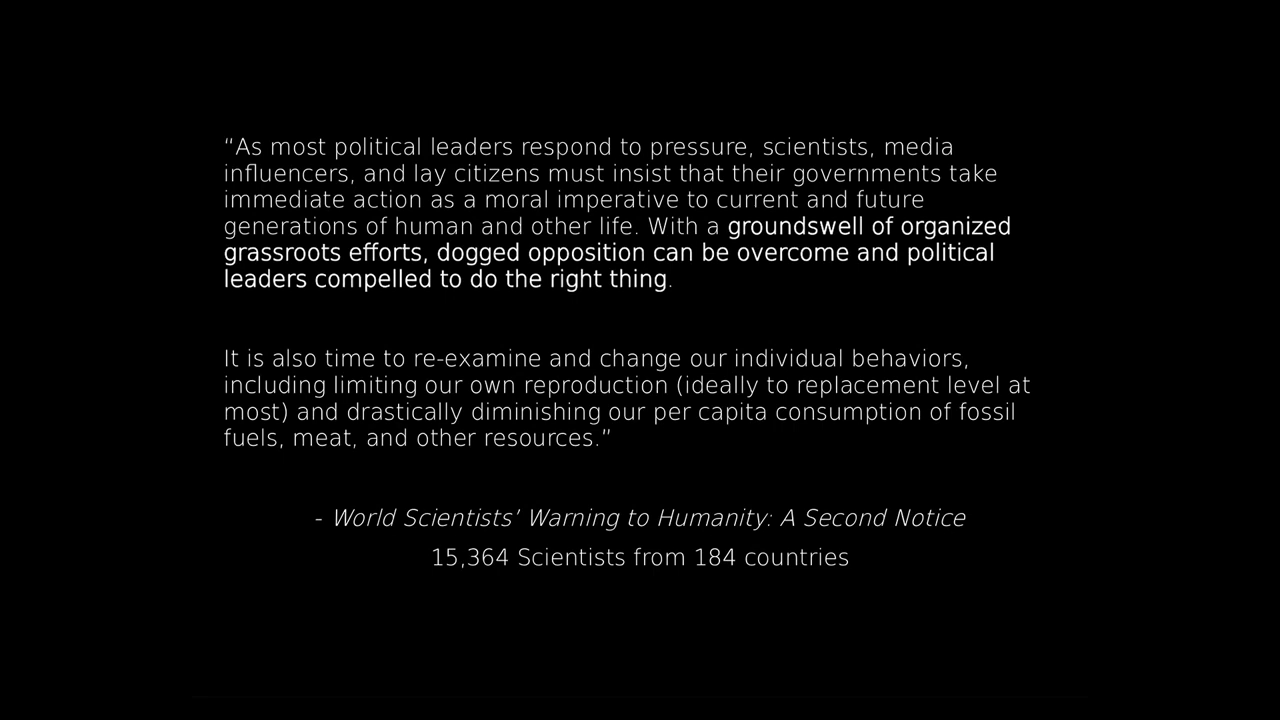 “As most political leaders respond to pressure, scientists, media
influencers, and lay citizens must insist that their governments take
immediate action as a moral imperative to current and future
generations of human and other life. With a groundswell of organized
grassroots efforts, dogged opposition can be overcome and political
leaders compelled to do the right thing.
It is also time to re-examine and change our individual behaviors,
including limiting our own reproduction (ideally to replacement level at
most) and drastically diminishing our per capita consumption of fossil
fuels, meat, and other resources.”
- World Scientists’ Warning to Humanity: A Second Notice
15,364 Scientists from 184 countries